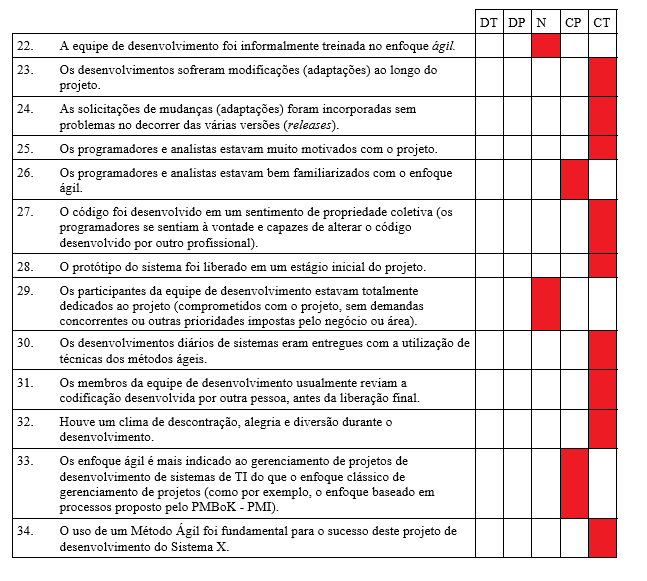 DT DP N CP CT
22. A equipe de desenvolvimento foi informalmente treinada no enfoque ágil.
23. Os desenvolvimentos sofreram modificações (adaptações) ao longo do
projeto.
24. As solicitações de mudanças (adaptações) foram incorporadas sem
problemas no decorrer das várias versões (releases).
25. Os programadores e analistas estavam muito motivados com o projeto.
26. Os programadores e analistas estavam bem familiarizados com o enfoque
ágil.
27. O código foi desenvolvido em um sentimento de propriedade coletiva (os
programadores se sentiam à vontade e capazes de alterar o código
desenvolvido por outro profissional).
28. O protótipo do sistema foi liberado em um estágio inicial do projeto.
29. Os participantes da equipe de desenvolvimento estavam totalmente
dedicados ao projeto (comprometidos com o projeto, sem demandas
concorrentes ou outras prioridades impostas pelo negócio ou área).
30. Os desenvolvimentos diários de sistemas eram entregues com a utilização de
técnicas dos métodos ágeis.
31. Os membros da equipe de desenvolvimento usualmente reviam a
codificação desenvolvida por outra pessoa, antes da liberação final.
32. Houve um clima de descontração, alegria e diversão durante o
desenvolvimento.
33. Os enfoque ágil é mais indicado ao gerenciamento de projetos de
desenvolvimento de sistemas de TI do que o enfoque clássico de
gerenciamento de projetos (como por exemplo, o enfoque baseado em
processos proposto pelo PMBoK - PMI).
34. O uso de um Método Ágil foi fundamental para o sucesso deste projeto de
desenvolvimento do Sistema X.